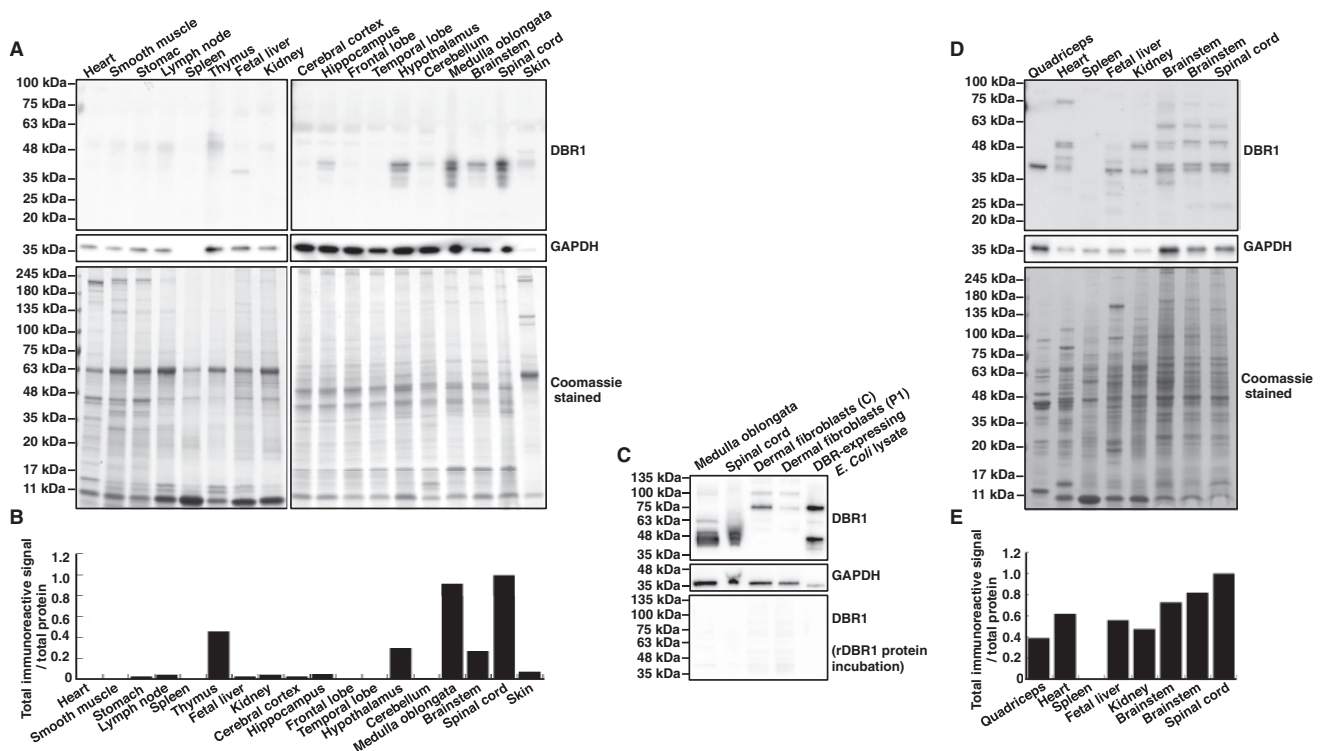 A
Heart
Smooth muscle
Stomac
Lymph node
Spleen
Thymus
Fetal liver
Kidney
Cerebral cortex
Hippocampus
Frontal lobe
Temporal lobe
Hypothalamus
Cerebellum
Medulla oblongata
Brainstem
Spinal cord
Skin
100 kDa
75 kDa
63 kDa
48 kDa
35 kDa
25 kDa
20 kDa
DBR1
35 kDa
GAPDH
245 kDa
180 kDa
135 kDa
100 kDa
75 kDa
63 kDa
48 kDa
35 kDa
20 kDa
17 kDa
11 kDa
Coomassie
stained
B
Total immunoreactive signal
/ total protein
1.2
1.0
0.8
0.6
0.4
0.2
0
Heart
Smooth muscle
Stomach
Lymph node
Spleen
Thymus
Fetal liver
Kidney
Cerebral cortex
Hippocampus
Frontal lobe
Temporal lobe
Hypothalamus
Cerebellum
Medulla oblongata
Brainstem
Spinal cord
Skin
C
Medulla oblongata
Spinal cord
Dermal fibroblasts (C)
Dermal fibroblasts (P1)
DBR-expressing
E. Coli lysate
135 kDa
100 kDa
75 kDa
63 kDa
48 kDa
35 kDa
DBR1
48 kDa
35 kDa
GAPDH
135 kDa
100 kDa
75 kDa
63 kDa
48 kDa
35 kDa
DBR1
(rDBR1 protein
incubation)
D
Quadriceps
Heart
Spleen
Fetal liver
Kidney
Brainstem
Brainstem
Spinal cord
100 kDa
75 kDa
63 kDa
48 kDa
35 kDa
25 kDa
20 kDa
DBR1
35 kDa
GAPDH
245 kDa
180 kDa
135 kDa
100 kDa
75 kDa
63 kDa
48 kDa
35 kDa
20 kDa
17 kDa
11 kDa
Coomassie
stained
E
Total immunoreactive signal
/ total protein
1.2
1.0
0.8
0.6
0.4
0.2
0
Quadriceps
Heart
Spleen
Fetal liver
Kidney
Brainstem
Brainstem
Spinal cord